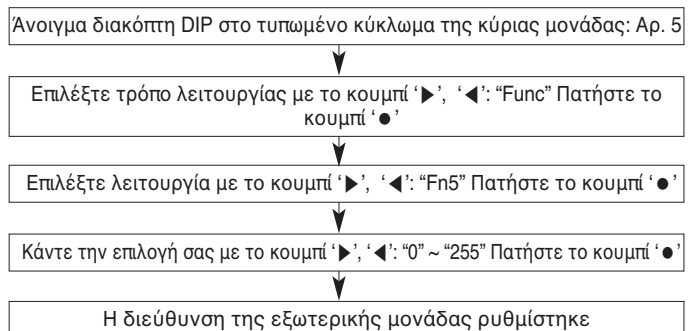 Άνοιγμα διακόπτη DIP στο τυπωμένο κύκλωμα της κύριας μονάδας: Αρ. 5
Επιλέξτε τρόπο λειτουργίας με το κουμπί ‘▶’, ‘◀’: “Func” Πατήστε το
κουμπί ‘●’
Επιλέξτε λειτουργία με το κουμπί ‘▶’, ‘◀’: “Fn5” Πατήστε το κουμπί ‘●’
Κάντε την επιλογή σας με το κουμπί ‘▶’, ‘◀’: “0” ~ “255” Πατήστε το κουμπί ‘●’
Η διεύθυνση της εξωτερικής μονάδας ρυθμίστηκε